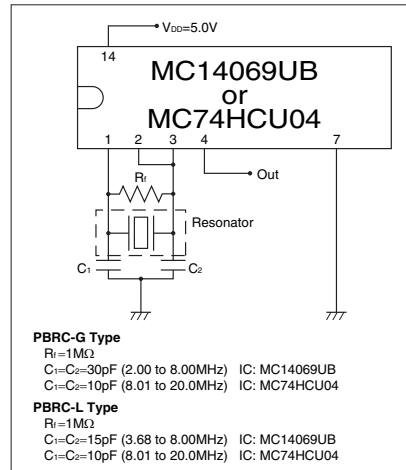 VDD=5.0V
14
MC14069UB
or
MC74HCU04
1 2 3 4 7
Rf
Out
Resonator
C1 C2
PBRC-G Type
Rf=1MΩ
C1=C2=30pF (2.00 to 8.00MHz) IC: MC14069UB
C1=C2=10pF (8.01 to 20.0MHz) IC: MC74HCU04
PBRC-L Type
Rf=1MΩ
C1=C2=15pF (3.68 to 8.00MHz) IC: MC14069UB
C1=C2=10pF (8.01 to 20.0MHz) IC: MC74HCU04